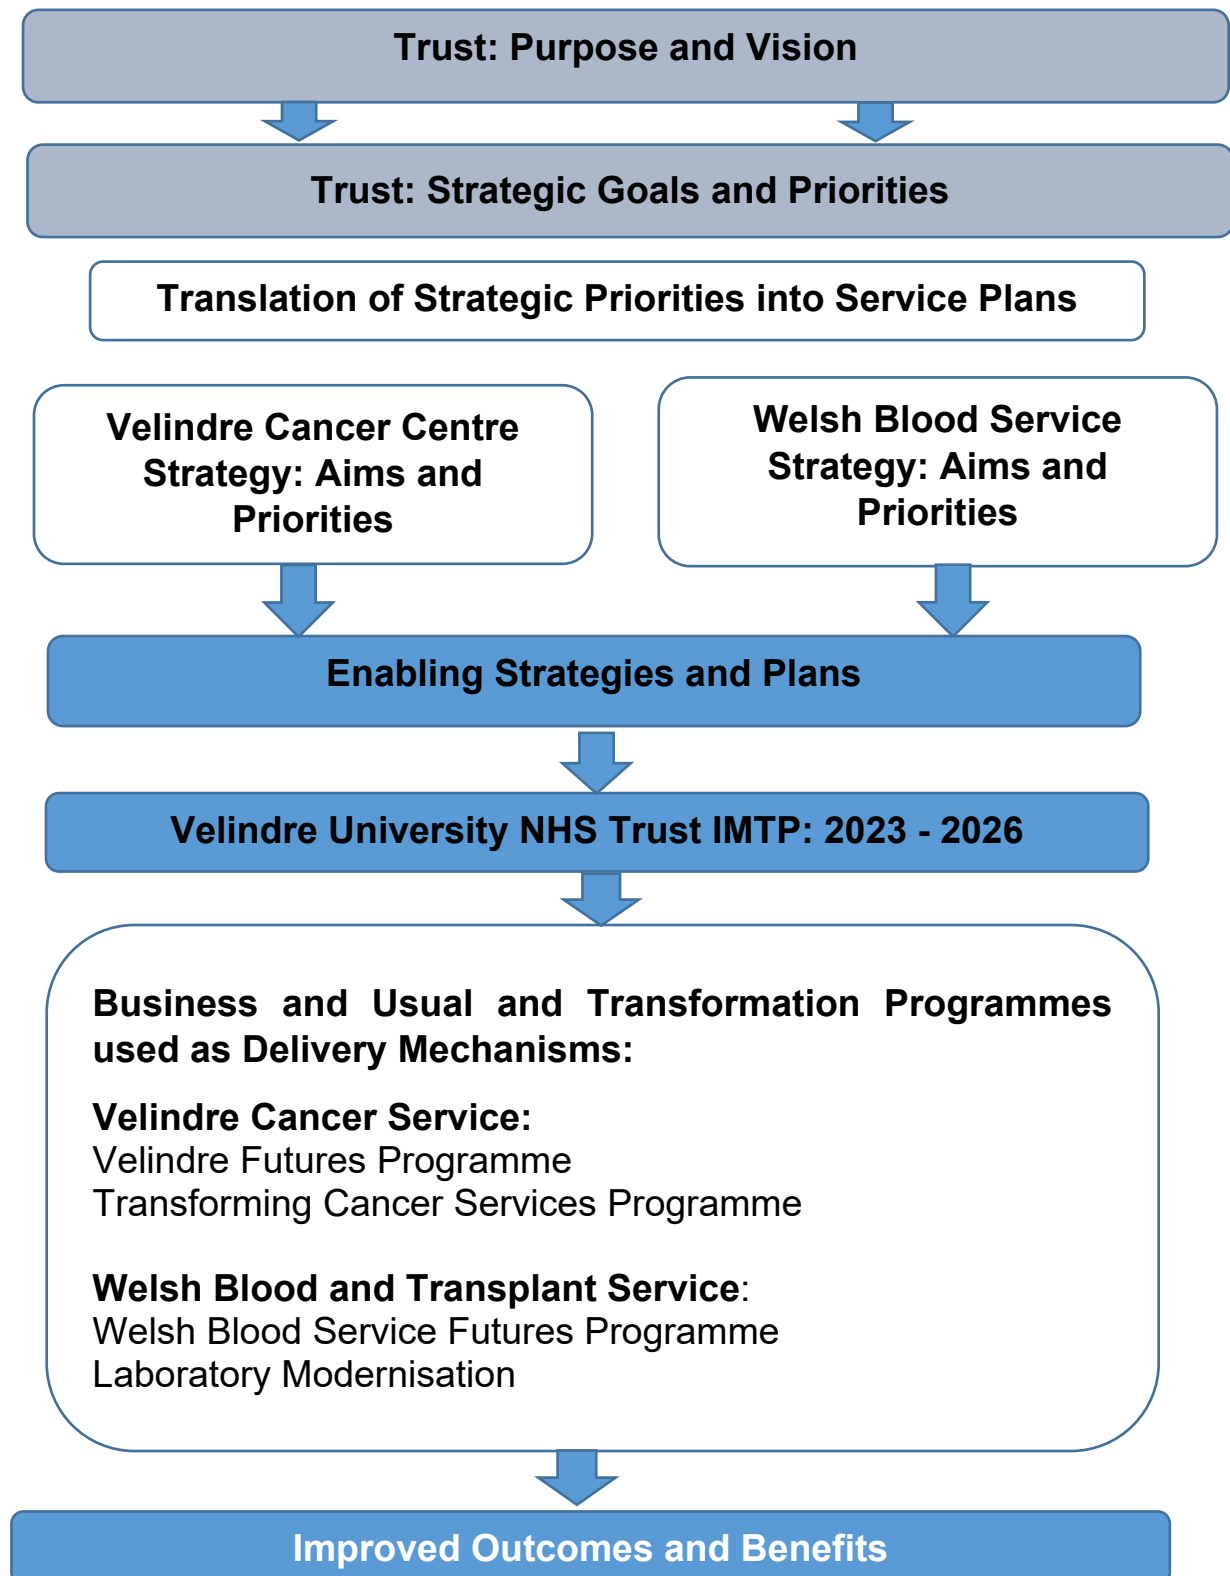 Trust: Purpose and Vision
Trust: Strategic Goals and Priorities
Translation of Strategic Priorities into Service Plans
Velindre Cancer Centre
Strategy: Aims and
Priorities
Welsh Blood Service
Strategy: Aims and
Priorities
Enabling Strategies and Plans
Velindre University NHS Trust IMTP: 2023 - 2026
Business and Usual and Transformation Programmes
used as Delivery Mechanisms:
Velindre Cancer Service:
Velindre Futures Programme
Transforming Cancer Services Programme
Welsh Blood and Transplant Service:
Welsh Blood Service Futures Programme
Laboratory Modernisation
Improved Outcomes and Benefits